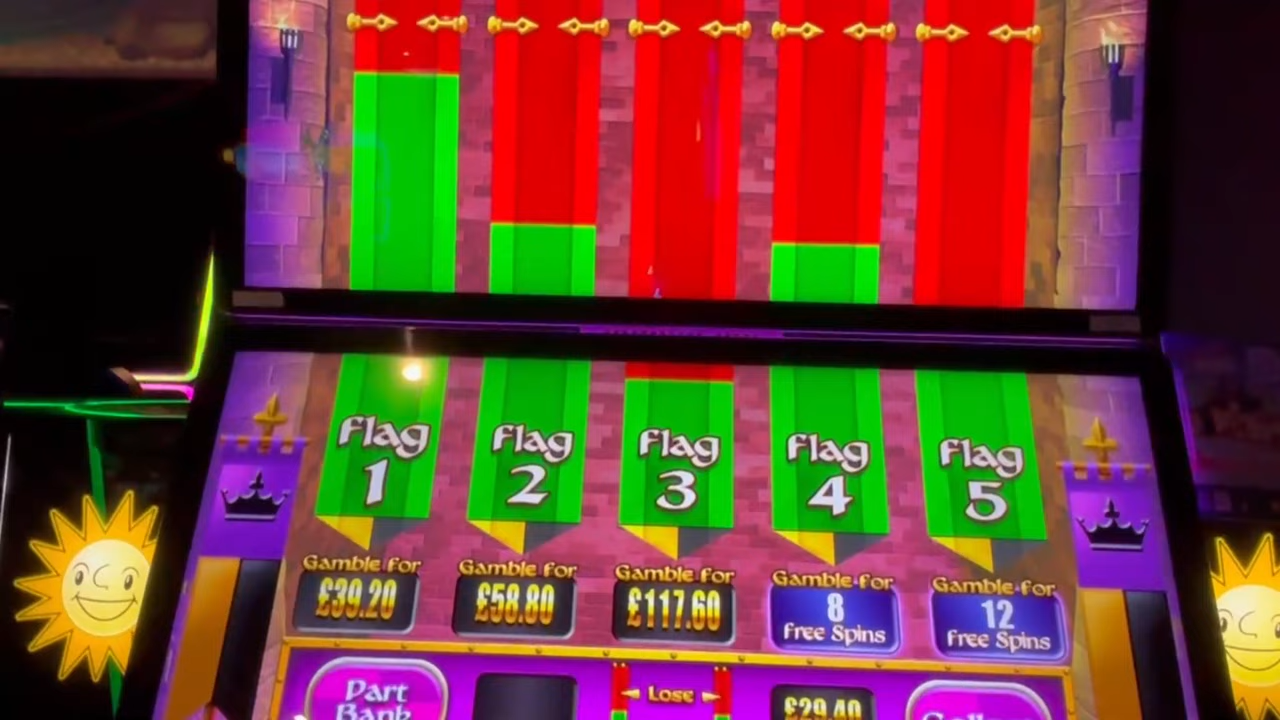 Flag
1
Flag
2
Flag
3
Flag
4
Flag
5
Gamble for
£39.20
Gamble for
£58.80
Gamble for
£117.60
Gamble for
8
Free Spins
Gamble for
12
Free Spins
Part
Bank
Lose
£29.40